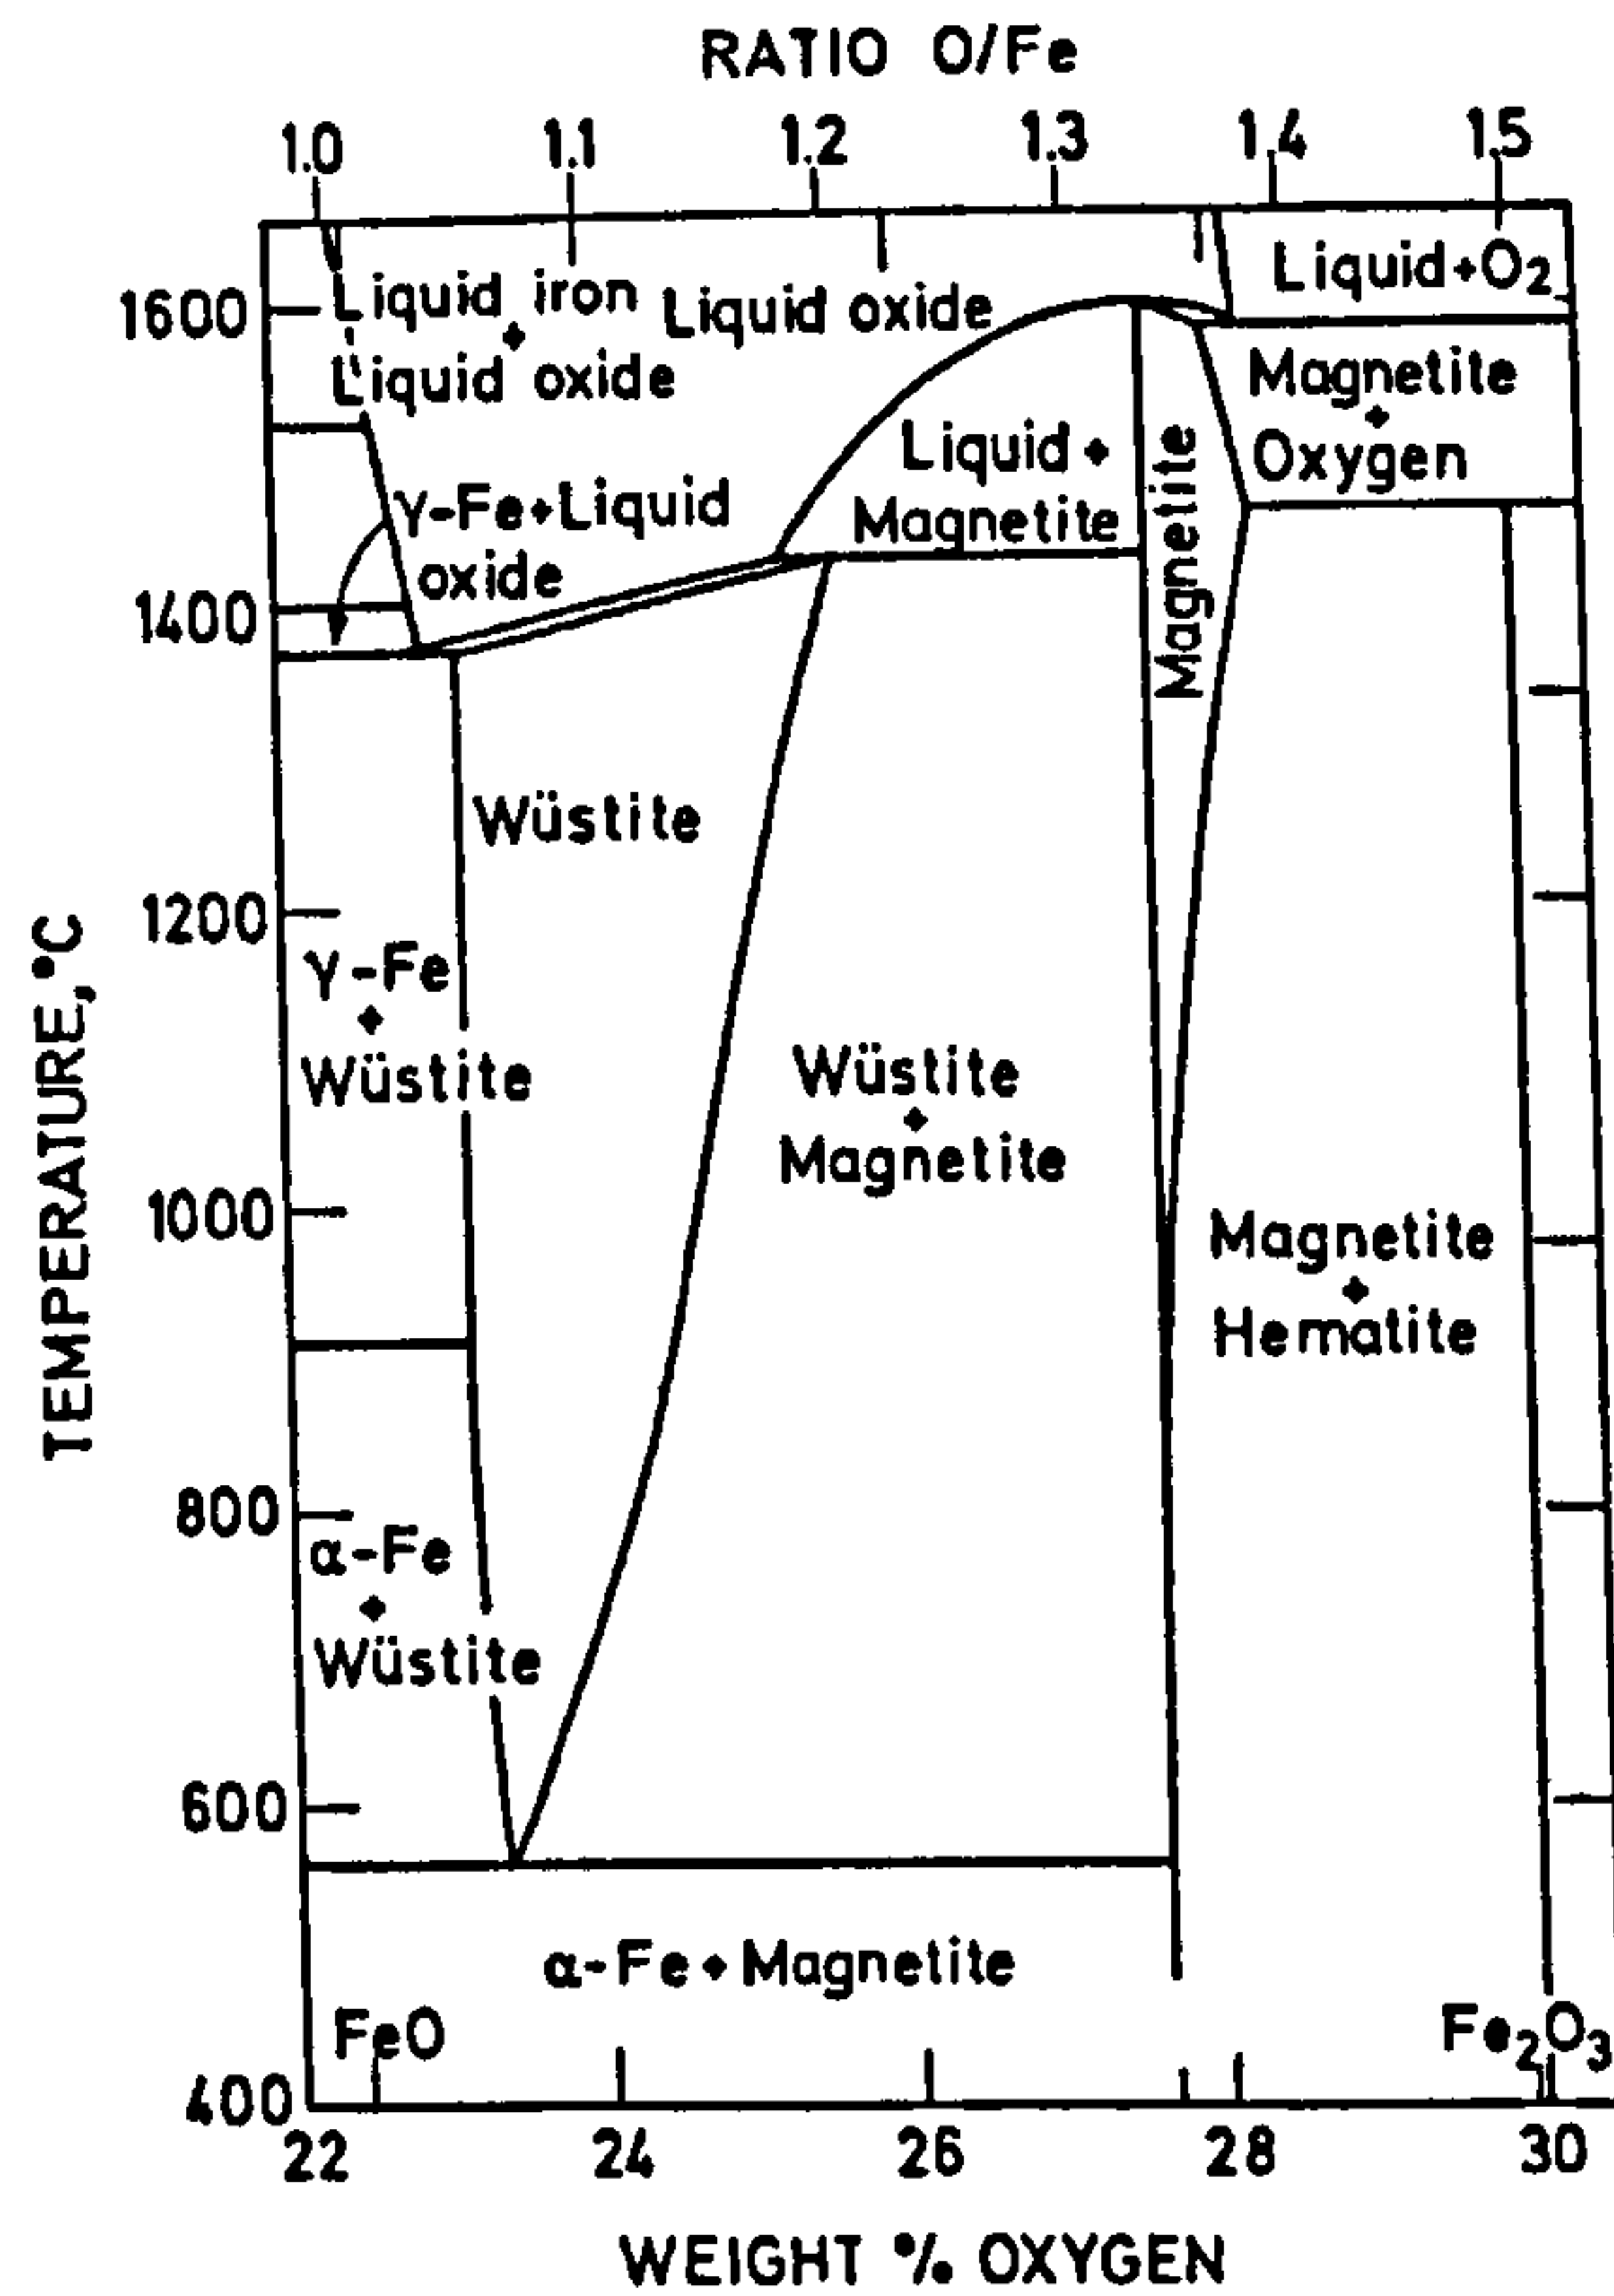 RATIO O/Fe
1.0 1.1 1.2 1.3 1.4 1.5
Liquid+O2
1600
Liquid iron
+
Liquid oxide
Liquid oxide
Magnetite
+
Oxygen
Liquid +
Magnetite
Magnetite
γ-Fe+Liquid
oxide
1400
Wüstite
1200
γ-Fe
+
Wüstite
Wüstite
+
Magnetite
TEMPERATURE,°C
1000
Magnetite
+
Hematite
800
α-Fe
+
Wüstite
600
α-Fe+Magnetite
FeO
Fe2O3
400
22 24 26 28 30
WEIGHT % OXYGEN